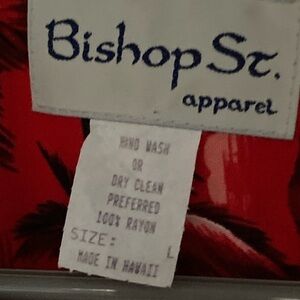 Bishop St.
apparel
HAND WASH
OR
DRY CLEAN
PREFERRED
100% RAYON
SIZE: L
MADE IN HAWAII